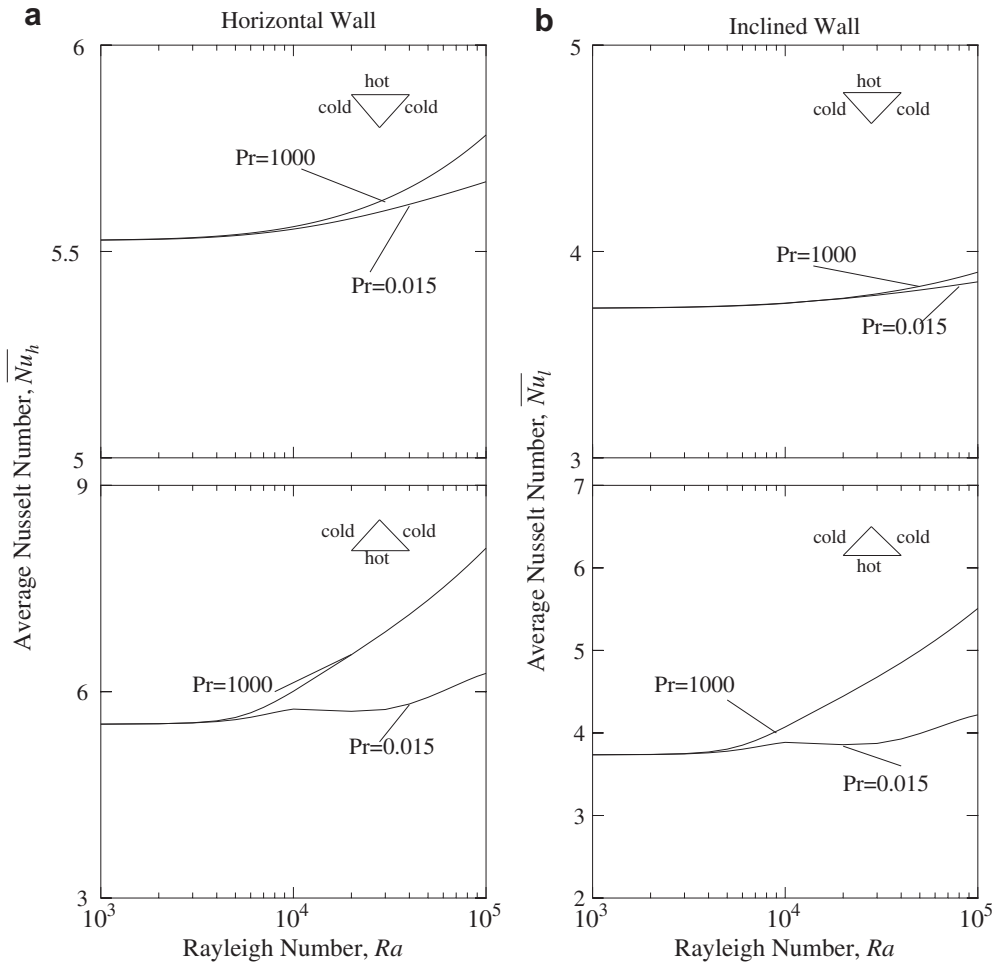 a
Horizontal Wall
b
Inclined Wall
6
5.5
5
hot
cold
cold
Pr=1000
Pr=0.015
5
4
3
hot
cold
cold
Pr=1000
Pr=0.015
Average Nusselt Number, Nu_h
Average Nusselt Number, Nu_l
9
6
3
cold
cold
hot
Pr=1000
Pr=0.015
10^3
10^4
10^5
Rayleigh Number, Ra
7
6
5
4
3
2
cold
cold
hot
Pr=1000
Pr=0.015
10^3
10^4
10^5
Rayleigh Number, Ra